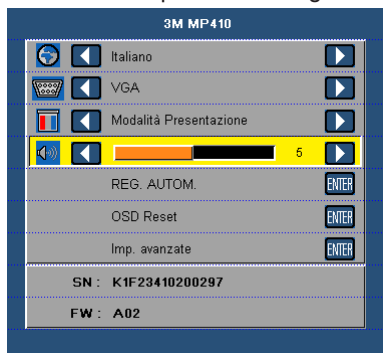 3M MP410
Italiano
VGA
Modalità Presentazione
5
REG. AUTOM. ENTER
OSD Reset ENTER
Imp. avanzate ENTER
SN : K1F23410200297
FW : A02